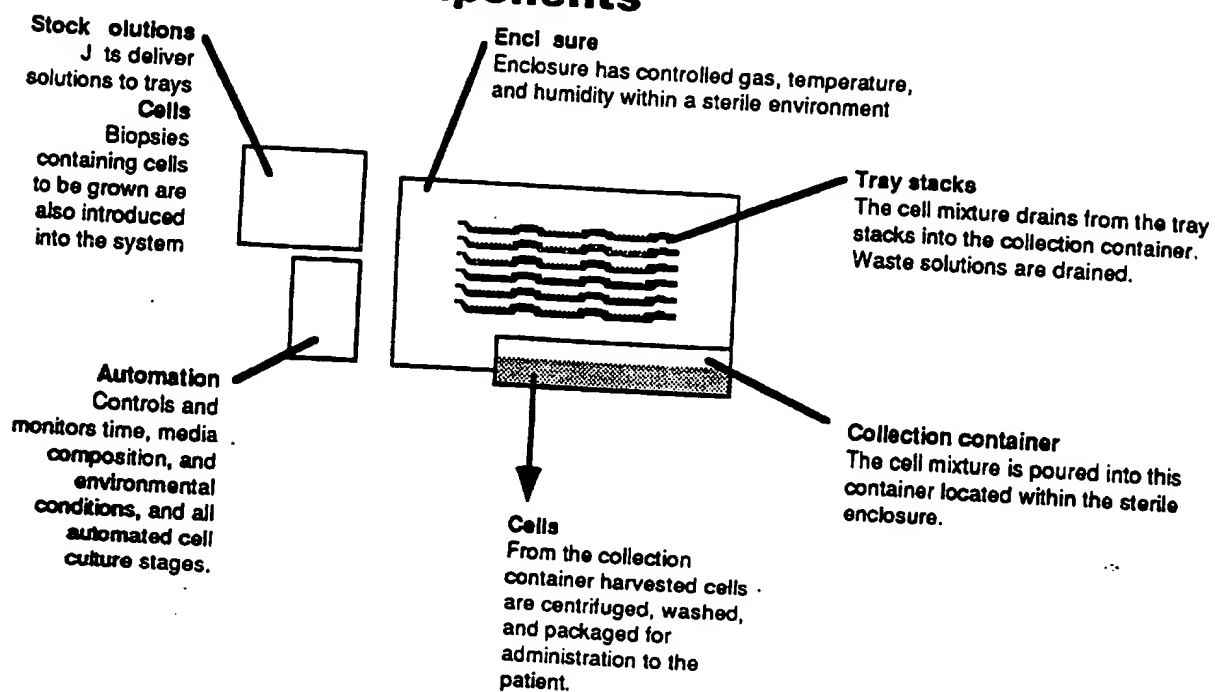 ponents
Stock olutions
J ts deliver
solutions to trays
Cells
Biopsies
containing cells
to be grown are
also introduced
into the system
Encl sure
Enclosure has controlled gas, temperature,
and humidity within a sterile environment
Tray stacks
The cell mixture drains from the tray
stacks into the collection container.
Waste solutions are drained.
Automation
Controls and
monitors time, media
composition, and
environmental
conditions, and all
automated cell
culture stages.
Collection container
The cell mixture is poured into this
container located within the sterile
enclosure.
Cells
From the collection
container harvested cells
are centrifuged, washed,
and packaged for
administration to the
patient.